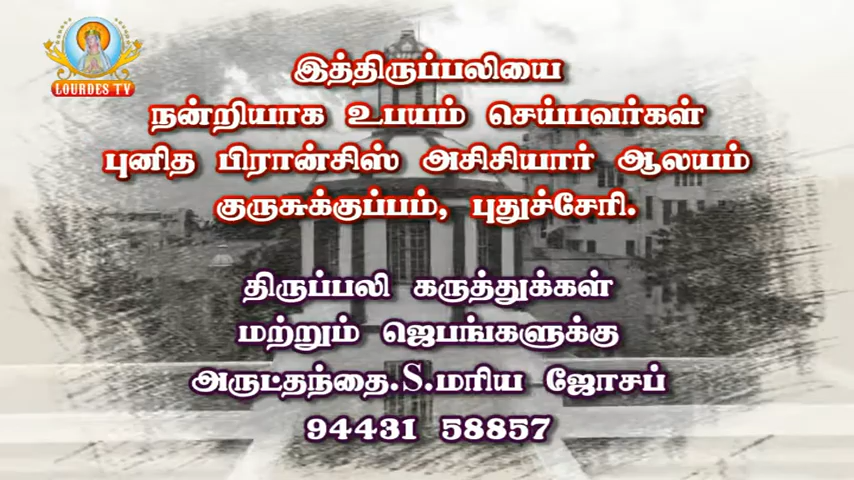 LOURDES TV
இத்திருப்பலியை
நன்றியாக உபயம் செய்பவர்கள்
புனித பிரான்சிஸ் அசிசியார் ஆலயம்
குருசுக்குப்பம், புதுச்சேரி.
திருப்பலி கருத்துக்கள்
மற்றும் ஜெபங்களுக்கு
அருட்தந்தை.S.மரிய ஜோசப்
94431 58857